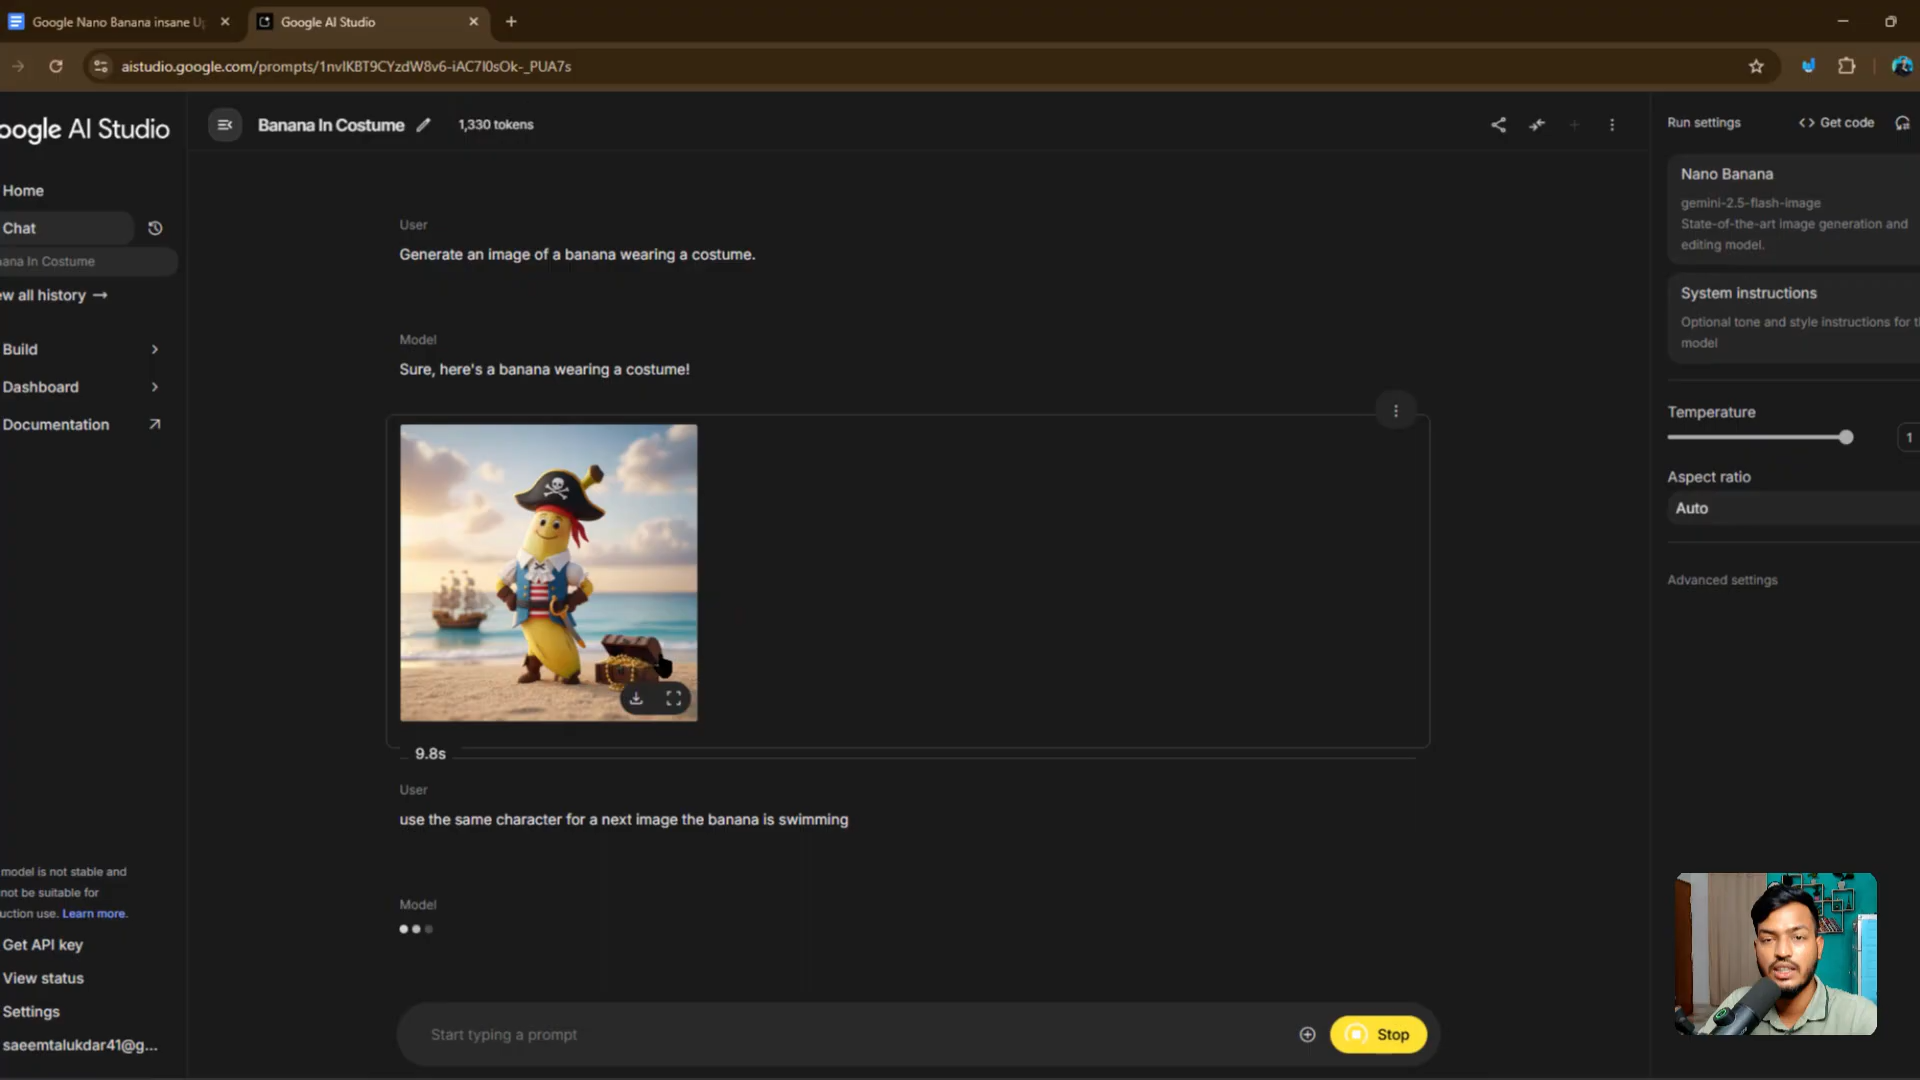 Google Nano Banana insane Up
Google AI Studio
aistudio.google.com/prompts/1nvIKBT9CYzdW8v6-iAC7I0sOk-_PUA7s
oogle AI Studio
Banana In Costume
1,330 tokens
Run settings
Get code
Home
Chat
ana In Costume
ew all history →
Build
Dashboard
Documentation
User
Generate an image of a banana wearing a costume.
Model
Sure, here's a banana wearing a costume!
9.8s
User
use the same character for a next image the banana is swimming
Model
Nano Banana
gemini-2.5-flash-image
State-of-the-art image generation and
editing model.
System instructions
Optional tone and style instructions for t
model
Temperature
1
Aspect ratio
Auto
Advanced settings
model is not stable and
not be suitable for
uction use. Learn more.
Get API key
View status
Settings
saeemtalukdar41@g...
Start typing a prompt
Stop